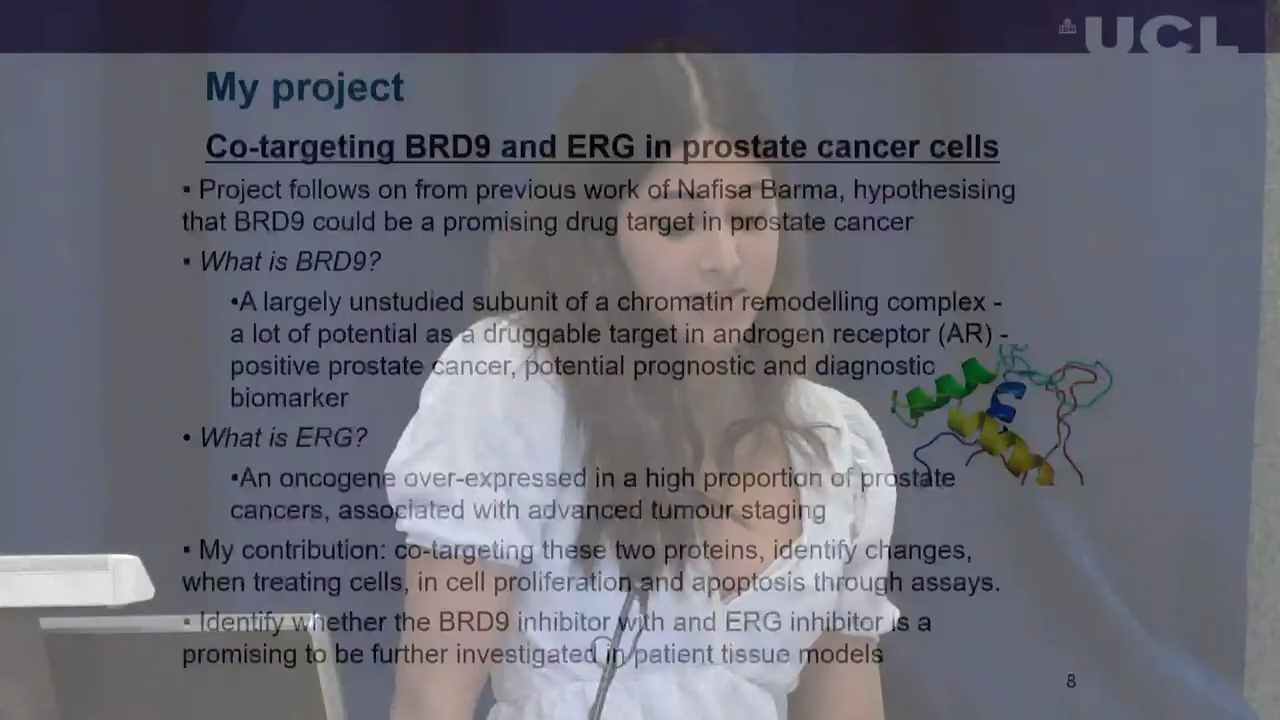 UCL
My project
Co-targeting BRD9 and ERG in prostate cancer cells
▪ Project follows on from previous work of Nafisa Barma, hypothesising
that BRD9 could be a promising drug target in prostate cancer
▪ What is BRD9?
•A largely unstudied subunit of a chromatin remodelling complex -
a lot of potential as a druggable target in androgen receptor (AR) -
positive prostate cancer, potential prognostic and diagnostic
biomarker
• What is ERG?
•An oncogene over-expressed in a high proportion of prostate
cancers, associated with advanced tumour staging
▪ My contribution: co-targeting these two proteins, identify changes,
when treating cells, in cell proliferation and apoptosis through assays.
▪ Identify whether the BRD9 inhibitor with and ERG inhibitor is a
promising to be further investigated in patient tissue models
8